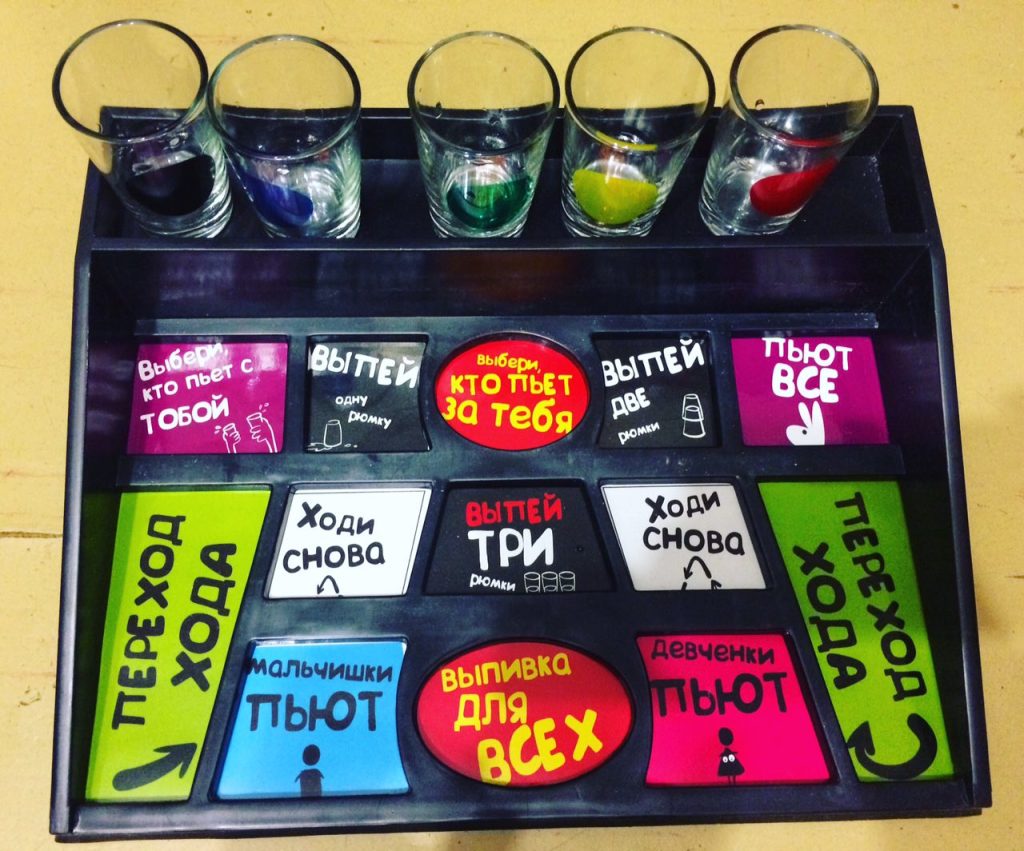 Выбери,
кто пьет с
ТОБОЙ
ВЫПЕЙ
одну
рюмку
выбери,
кто пьет
за тебя
ВЫПЕЙ
ДВЕ
рюмки
ПЬЮТ
ВСЕ
ПЕРЕХОД
ХОДА
Ходи
СНОВА
ВЫПЕЙ
ТРИ
рюмки
Ходи
СНОВА
ПЕРЕХОД
ХОДА
мальчишки
ПЬЮТ
ВЫПИВКА
ДЛЯ
ВСЕХ
девченки
ПЬЮТ